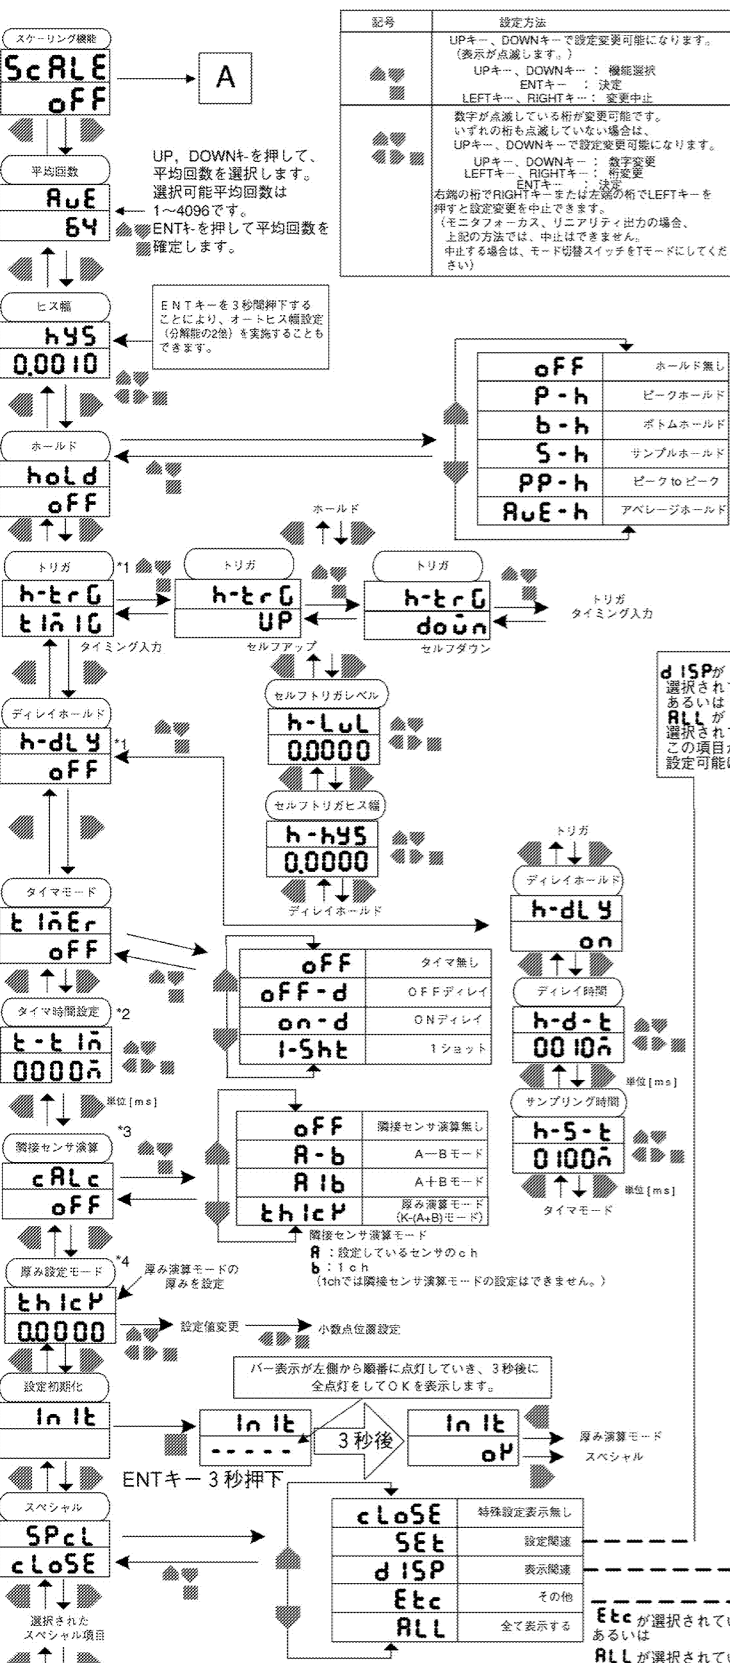 スケーリング機能
ScALE
oFF
A
記号
設定方法
UPキー、DOWNキーで設定変更可能になります。
（表示が点滅します。）
UPキー、DOWNキー： 機能選択
ENTキー ： 決定
LEFTキー、RIGHTキー： 変更中止
数字が点滅している桁が変更可能です。
いずれの桁も点滅していない場合は、
UPキー、DOWNキーで設定変更可能になります。
UPキー、DOWNキー： 数字変更
LEFTキー、RIGHTキー： 桁変更
ENTキー ： 決定
右端の桁でRIGHTキーまたは左端の桁でLEFTキーを
押すと設定変更を中止できます。
（モニタフォーカス、リニアリティ出力の場合、
上記の方法では、中止はできません。
中止する場合は、モード切替スイッチをTモードにしてくだ
さい）
平均回数
AvE
64
UP，DOWNｷｰを押して、
平均回数を選択します。
選択可能平均回数は
1～4096です。
ENTｷｰを押して平均回数を
確定します。
ヒス幅
hyS
0.0010
ENTキーを3秒間押下する
ことにより、オートヒス幅設定
（分解能の2倍）を実施することも
できます。
ホールド
hoLd
oFF
oFF ホールド無し
P-h ピークホールド
b-h ボトムホールド
S-h サンプルホールド
PP-h ピーク to ピーク
AvE-h アベレージホールド
ホールド
トリガ *1
h-trG
tImIG
タイミング入力
トリガ
h-trG
UP
セルフアップ
トリガ
h-trG
down
セルフダウン
トリガ
タイミング入力
セルフトリガレベル
h-LvL
0.0000
セルフトリガヒス幅
h-hyS
0.0000
ディレイホールド
dISPが
選択されて
あるいは
ALL が
選択されて
この項目が
設定可能に
ディレイホールド
h-dLy *1
oFF
トリガ
ディレイホールド
h-dLy
on
ディレイ時間
h-d-t
0010m
単位[ms]
サンプリング時間
h-S-t
0100m
単位[ms]
タイマモード
タイマモード
tImEr
oFF
oFF タイマ無し
oFF-d OFFディレイ
on-d ONディレイ
1-Sht 1ショット
タイマ時間設定 *2
t-tIm
0000m
単位[ms]
隣接センサ演算 *3
cALc
oFF
oFF 隣接センサ演算無し
A-b A－Bモード
A1b A＋Bモード
thIcK 厚み演算モード
(K-(A+B)モード)
隣接センサ演算モード
A ：設定しているセンサのch
b ：1ch
（1chでは隣接センサ演算モードの設定はできません。）
厚み設定モード *4
thIcK
0.0000
厚み演算モードの
厚みを設定
設定値変更
小数点位置設定
バー表示が左側から順番に点灯していき、3秒後に
全点灯をしてOKを表示します。
設定初期化
InIt
InIt
-----
3秒後
InIt
oK
厚み演算モード
スペシャル
ENTキー3秒押下
スペシャル
SPcL
cLoSE
選択された
スペシャル項目
cLoSE 特殊設定表示無し
SEt 設定関連
dISP 表示関連
Etc その他
ALL 全て表示する
Etcが選択されてい
あるいは
ALLが選択されてい